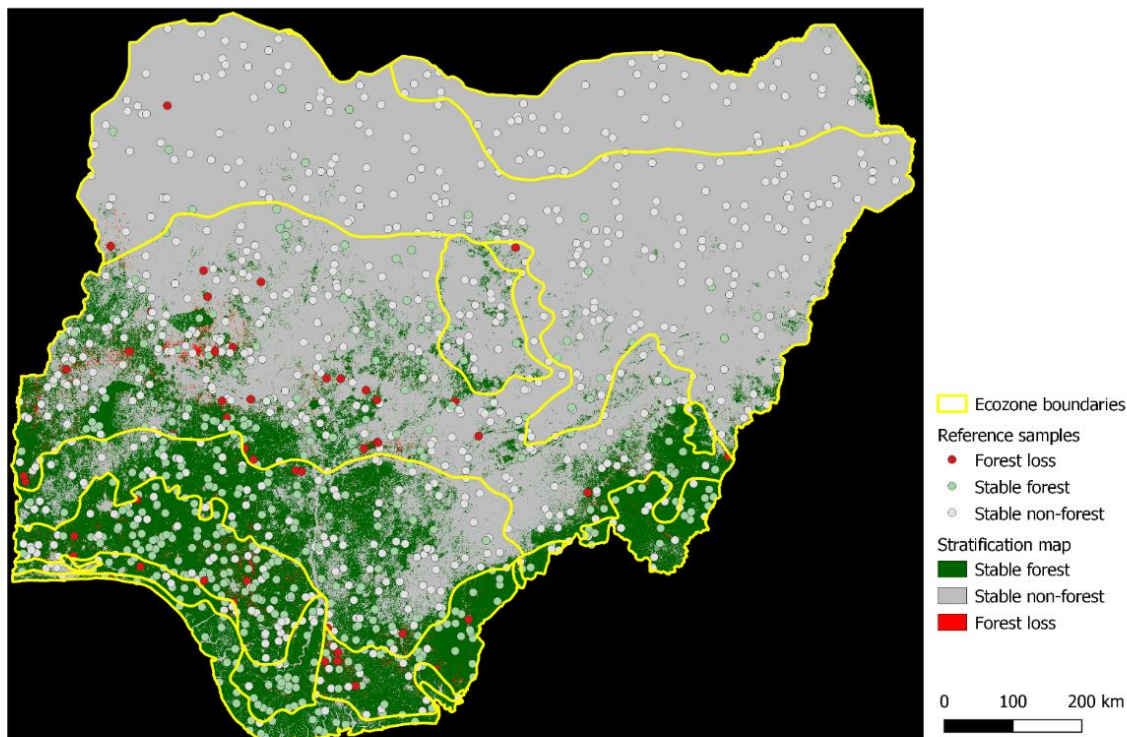 Ecozone boundaries
Reference samples
Forest loss
Stable forest
Stable non-forest
Stratification map
Stable forest
Stable non-forest
Forest loss
0 100 200 km